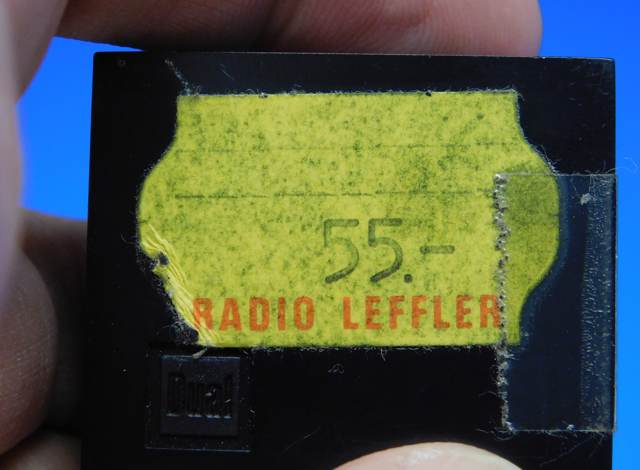 55.-
RADIO LEFFLER
Dual